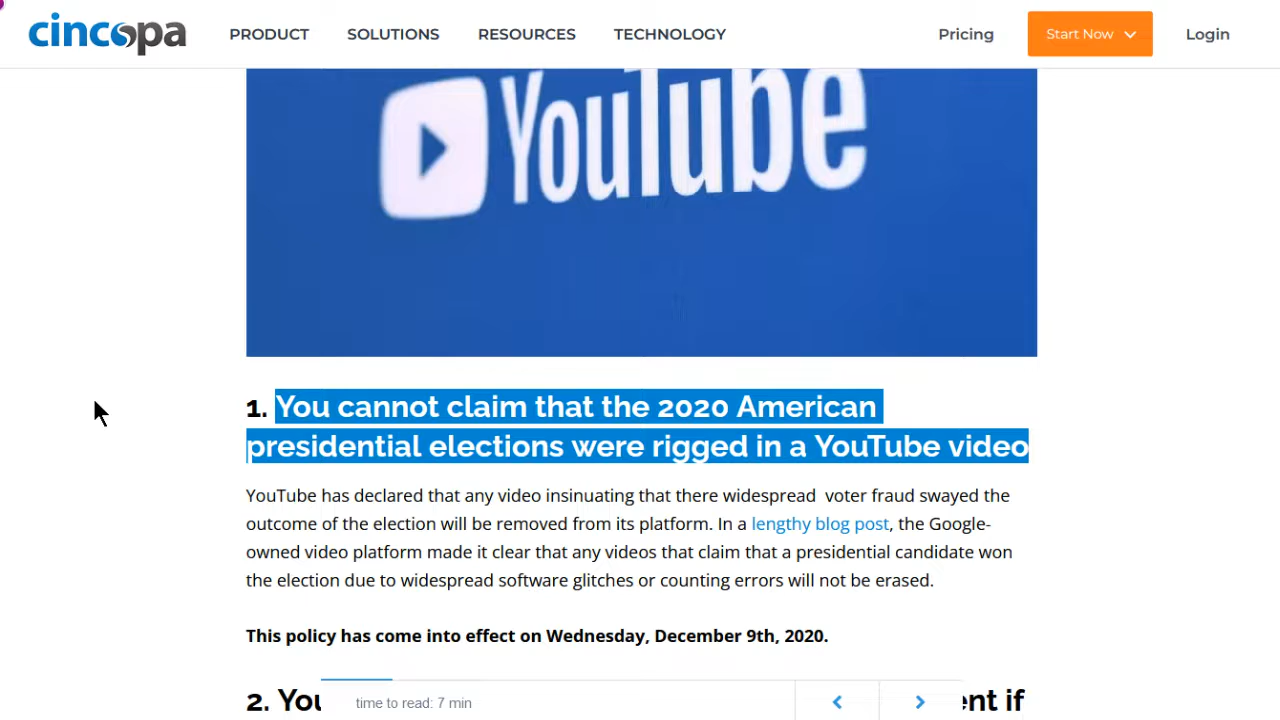 cincopa PRODUCT SOLUTIONS RESOURCES TECHNOLOGY Pricing Start Now Login
YouTube
1. You cannot claim that the 2020 American
presidential elections were rigged in a YouTube video
YouTube has declared that any video insinuating that there widespread  voter fraud swayed the
outcome of the election will be removed from its platform. In a lengthy blog post, the Google-
owned video platform made it clear that any videos that claim that a presidential candidate won
the election due to widespread software glitches or counting errors will not be erased.
This policy has come into effect on Wednesday, December 9th, 2020.
2. You if
time to read: 7 min